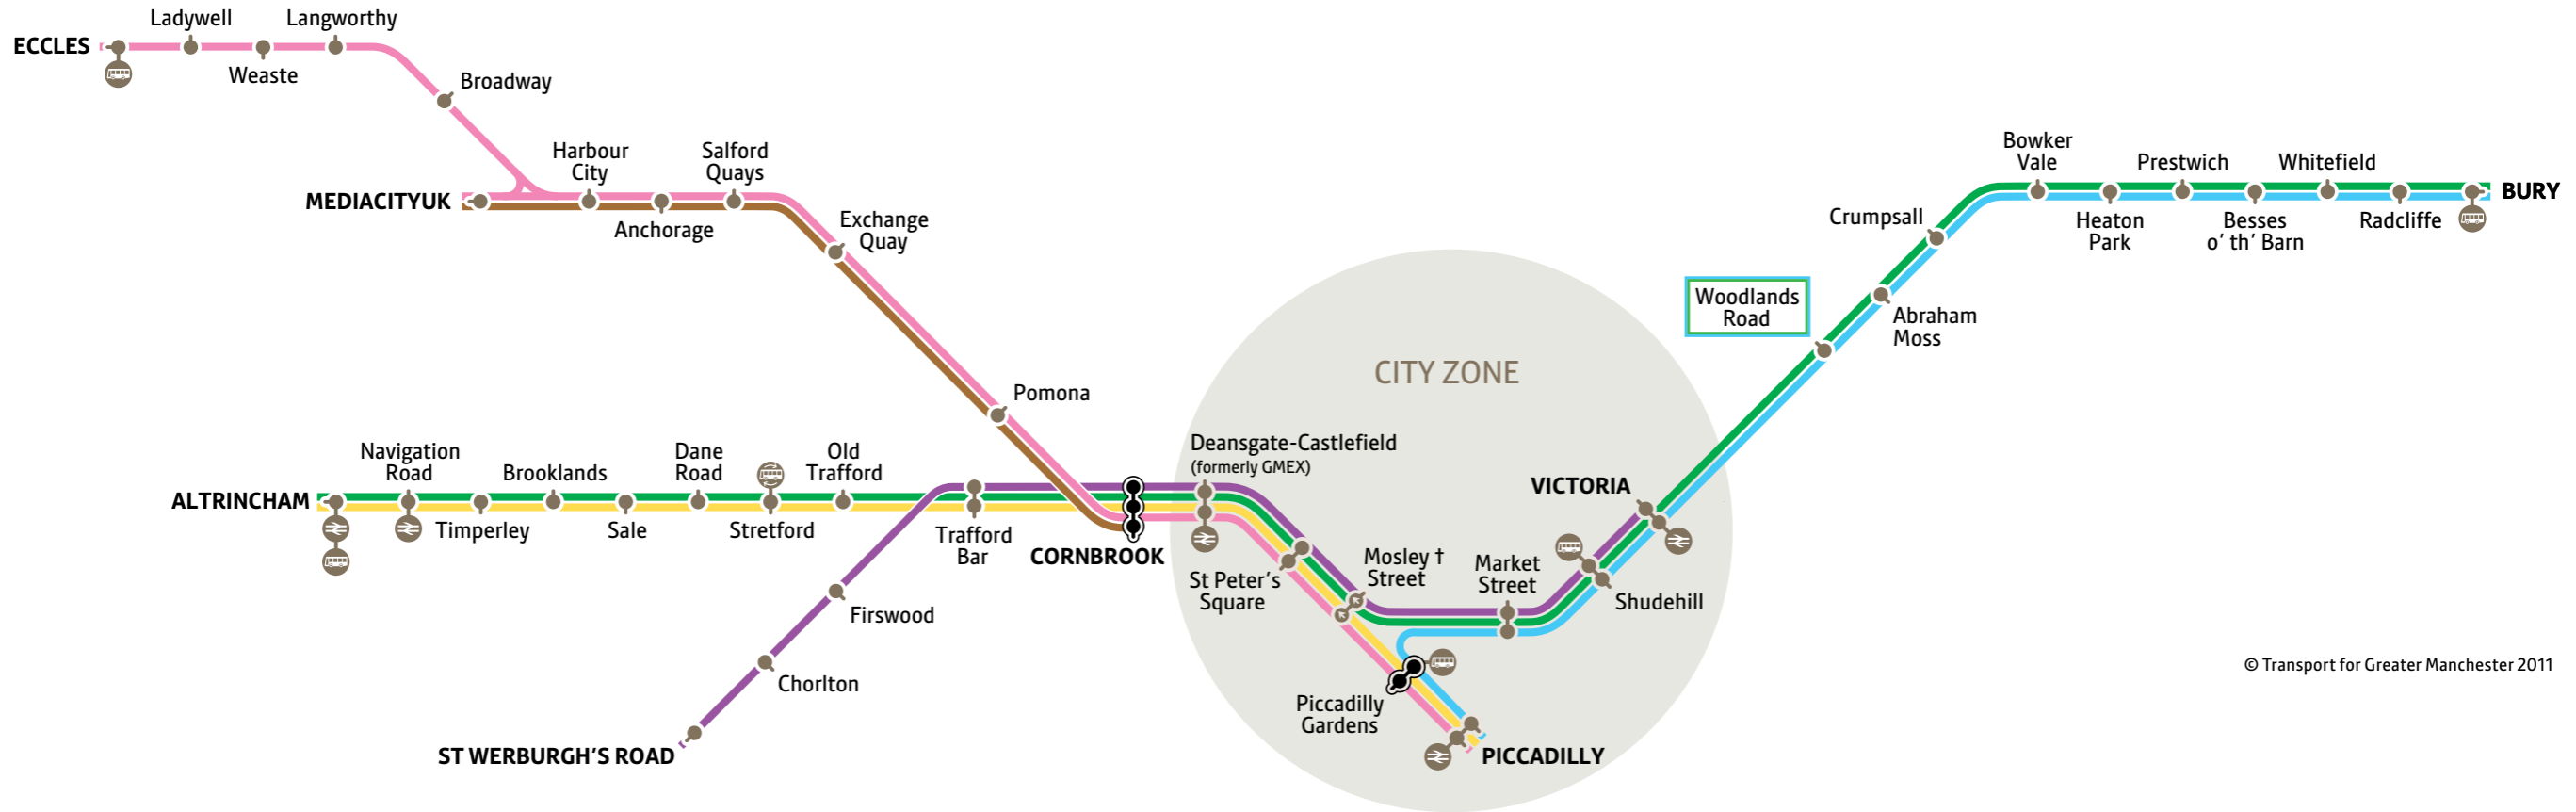 Ladywell
Langworthy
ECCLES
Weaste
Broadway
Harbour
City
Salford
Quays
MEDIACITYUK
Anchorage
Exchange
Quay
Pomona
Navigation
Road
Brooklands
Dane
Road
Old
Trafford
ALTRINCHAM
Timperley
Sale
Stretford
Trafford
Bar
CORNBROOK
Firswood
Chorlton
ST WERBURGH’S ROAD
CITY ZONE
Deansgate-Castlefield
(formerly GMEX)
St Peter’s
Square
Mosley †
Street
Market
Street
VICTORIA
Shudehill
Piccadilly
Gardens
PICCADILLY
Woodlands
Road
Abraham
Moss
Crumpsall
Bowker
Vale
Heaton
Park
Prestwich
Besses
o’ th’ Barn
Whitefield
Radcliffe
BURY
© Transport for Greater Manchester 2011